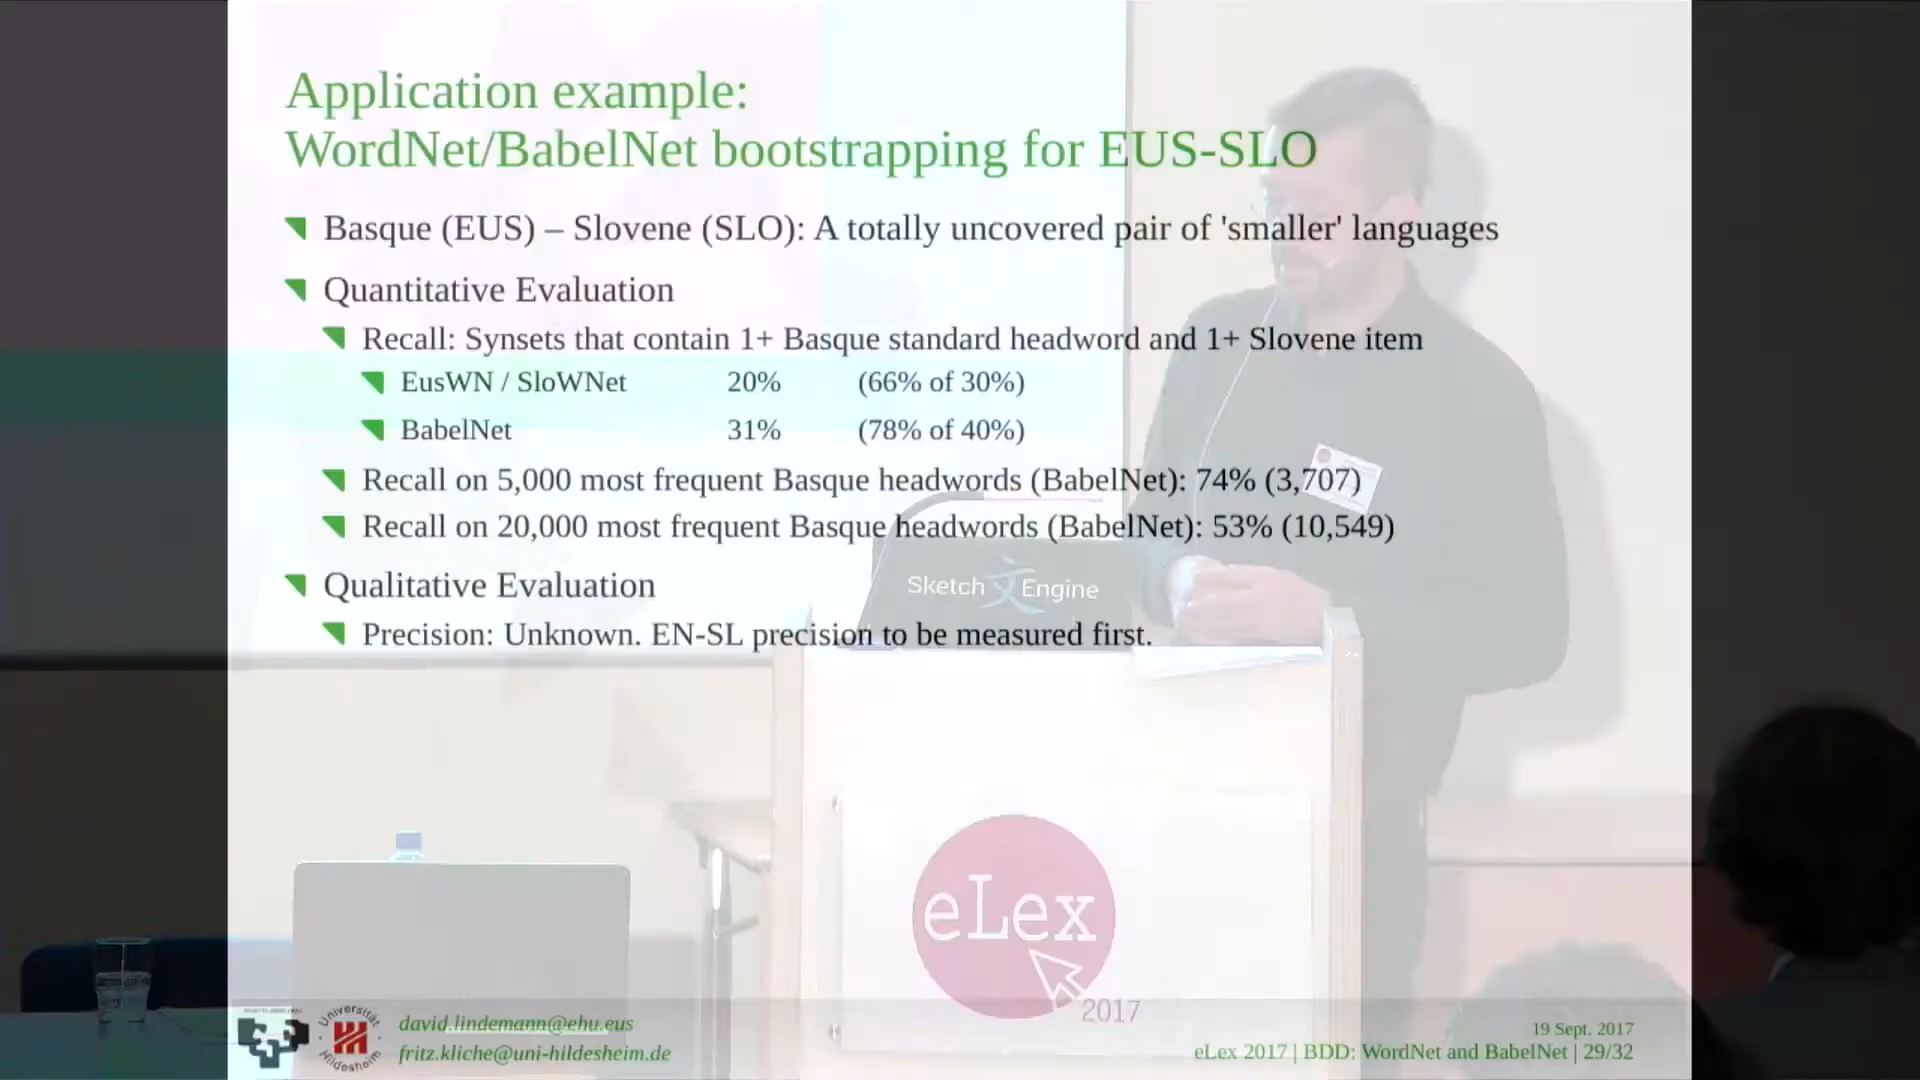 Application example:
WordNet/BabelNet bootstrapping for EUS-SLO
Basque (EUS) – Slovene (SLO): A totally uncovered pair of 'smaller' languages
Quantitative Evaluation
Recall: Synsets that contain 1+ Basque standard headword and 1+ Slovene item
EusWN / SloWNet 20% (66% of 30%)
BabelNet 31% (78% of 40%)
Recall on 5,000 most frequent Basque headwords (BabelNet): 74% (3,707)
Recall on 20,000 most frequent Basque headwords (BabelNet): 53% (10,549)
Sketch 文 Engine
Qualitative Evaluation
Precision: Unknown. EN-SL precision to be measured first.
eLex
2017
Universität
Hildesheim
david.lindemann@ehu.eus
fritz.kliche@uni-hildesheim.de
19 Sept. 2017
eLex 2017 | BDD: WordNet and BabelNet | 29/32